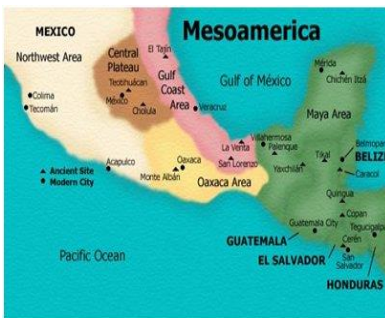 Mesoamerica
MEXICO
Northwest Area
Central
Plateau
El Tajín
Gulf
Coast
Area
Gulf of México
Teotihuácan
México
Cholula
Veracruz
Colima
Tecomán
Mérida
Chichén Itzá
Maya Area
Villahermosa
La Venta
Palenque
San Lorenzo
Yaxchilán
Tikal
Belmopan
BELIZE
Caracol
Acapulco
Oaxaca
Monte Albán
Oaxaca Area
Ancient Site
Modern City
Quirigua
Copan
Guatemala City
Tegucigalpa
GUATEMALA
Cerén
EL SALVADOR
San
Salvador
HONDURAS
Pacific Ocean